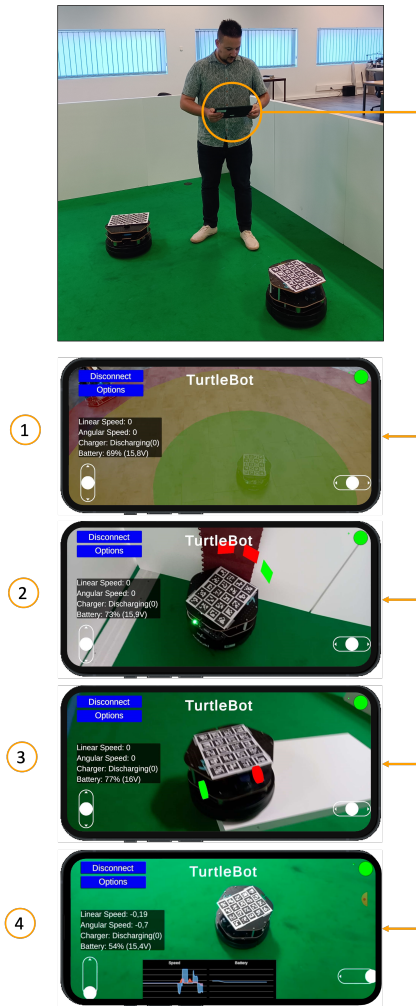 1
Disconnect
Options
TurtleBot
Linear Speed: 0
Angular Speed: 0
Charger: Discharging(0)
Battery: 69% (15,8V)
2
Disconnect
Options
TurtleBot
Linear Speed: 0
Angular Speed: 0
Charger: Discharging(0)
Battery: 73% (15,9V)
3
Disconnect
Options
TurtleBot
Linear Speed: 0
Angular Speed: 0
Charger: Discharging(0)
Battery: 77% (16V)
4
Disconnect
Options
TurtleBot
Linear Speed: -0,19
Angular Speed: -0,7
Charger: Discharging(0)
Battery: 54% (15,4V)
Speed
Battery